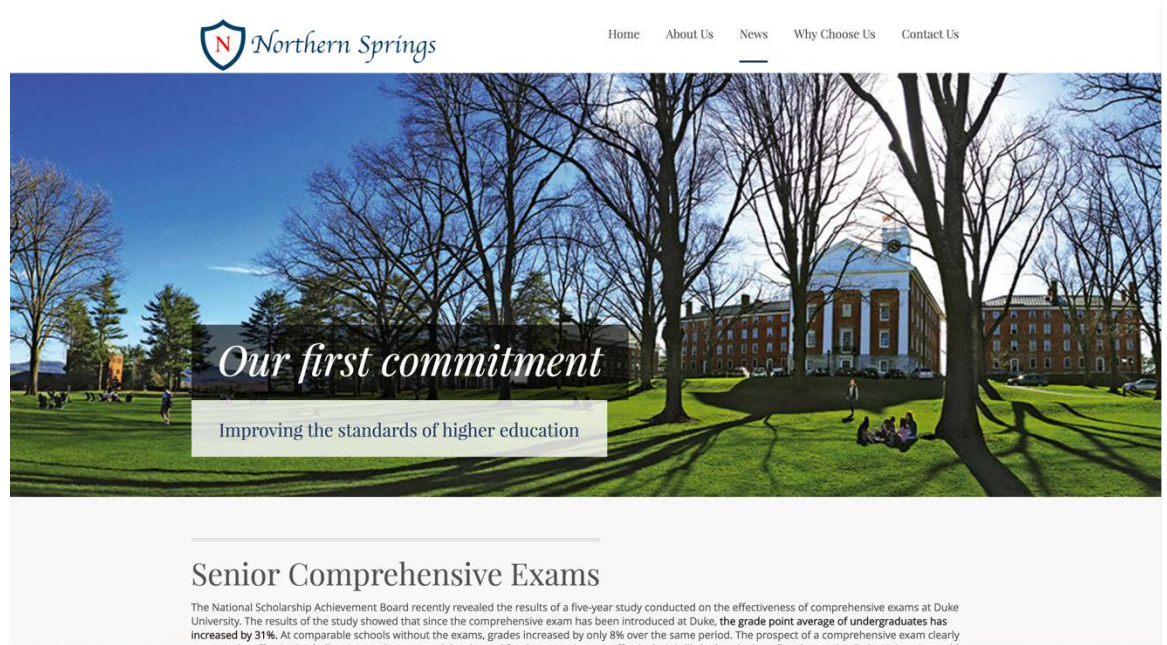 N
Northern Springs
Home About Us News Why Choose Us Contact Us
Our first commitment
Improving the standards of higher education
Senior Comprehensive Exams
The National Scholarship Achievement Board recently revealed the results of a five-year study conducted on the effectiveness of comprehensive exams at Duke
University. The results of the study showed that since the comprehensive exam has been introduced at Duke, the grade point average of undergraduates has
increased by 31%. At comparable schools without the exams, grades increased by only 8% over the same period. The prospect of a comprehensive exam clearly